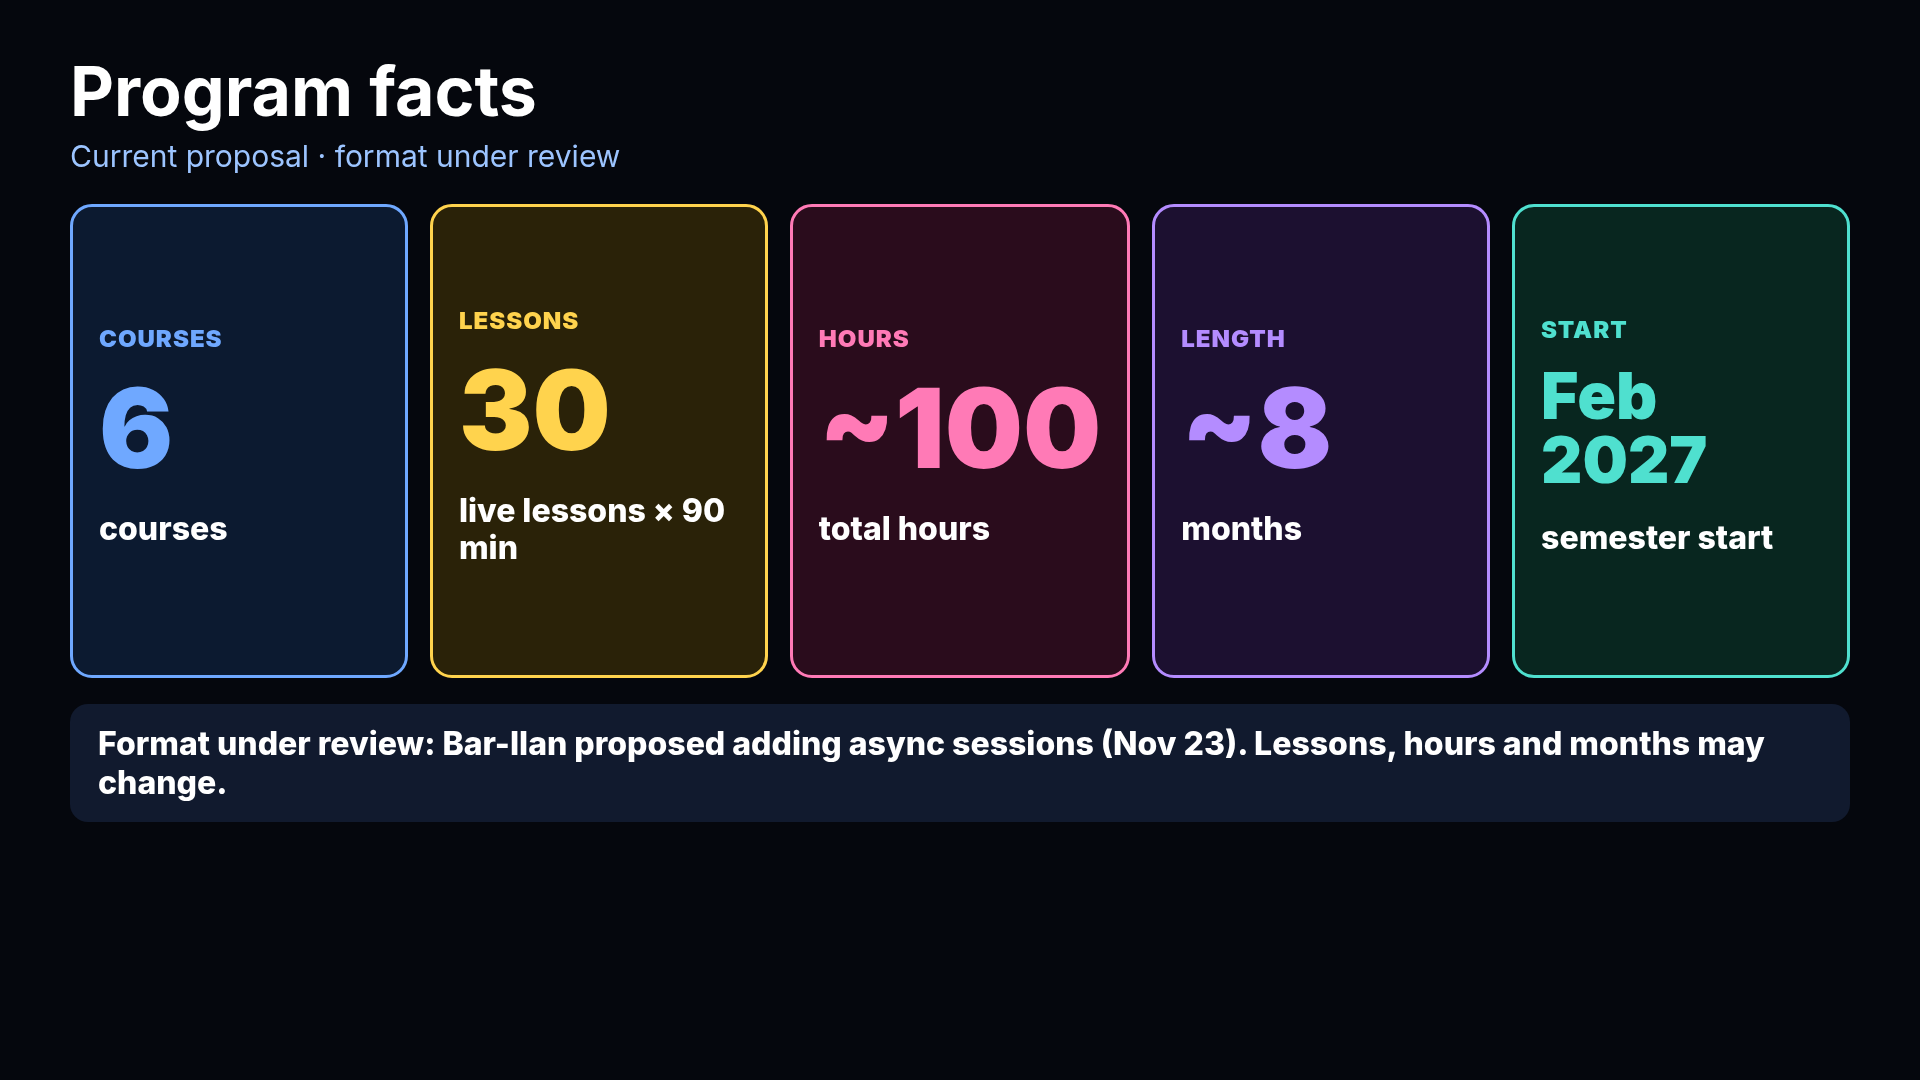 Program facts
Current proposal · format under review
COURSES
6
courses
LESSONS
30
live lessons × 90
min
HOURS
~100
total hours
LENGTH
~8
months
START
Feb
2027
semester start
Format under review: Bar-Ilan proposed adding async sessions (Nov 23). Lessons, hours and months may
change.